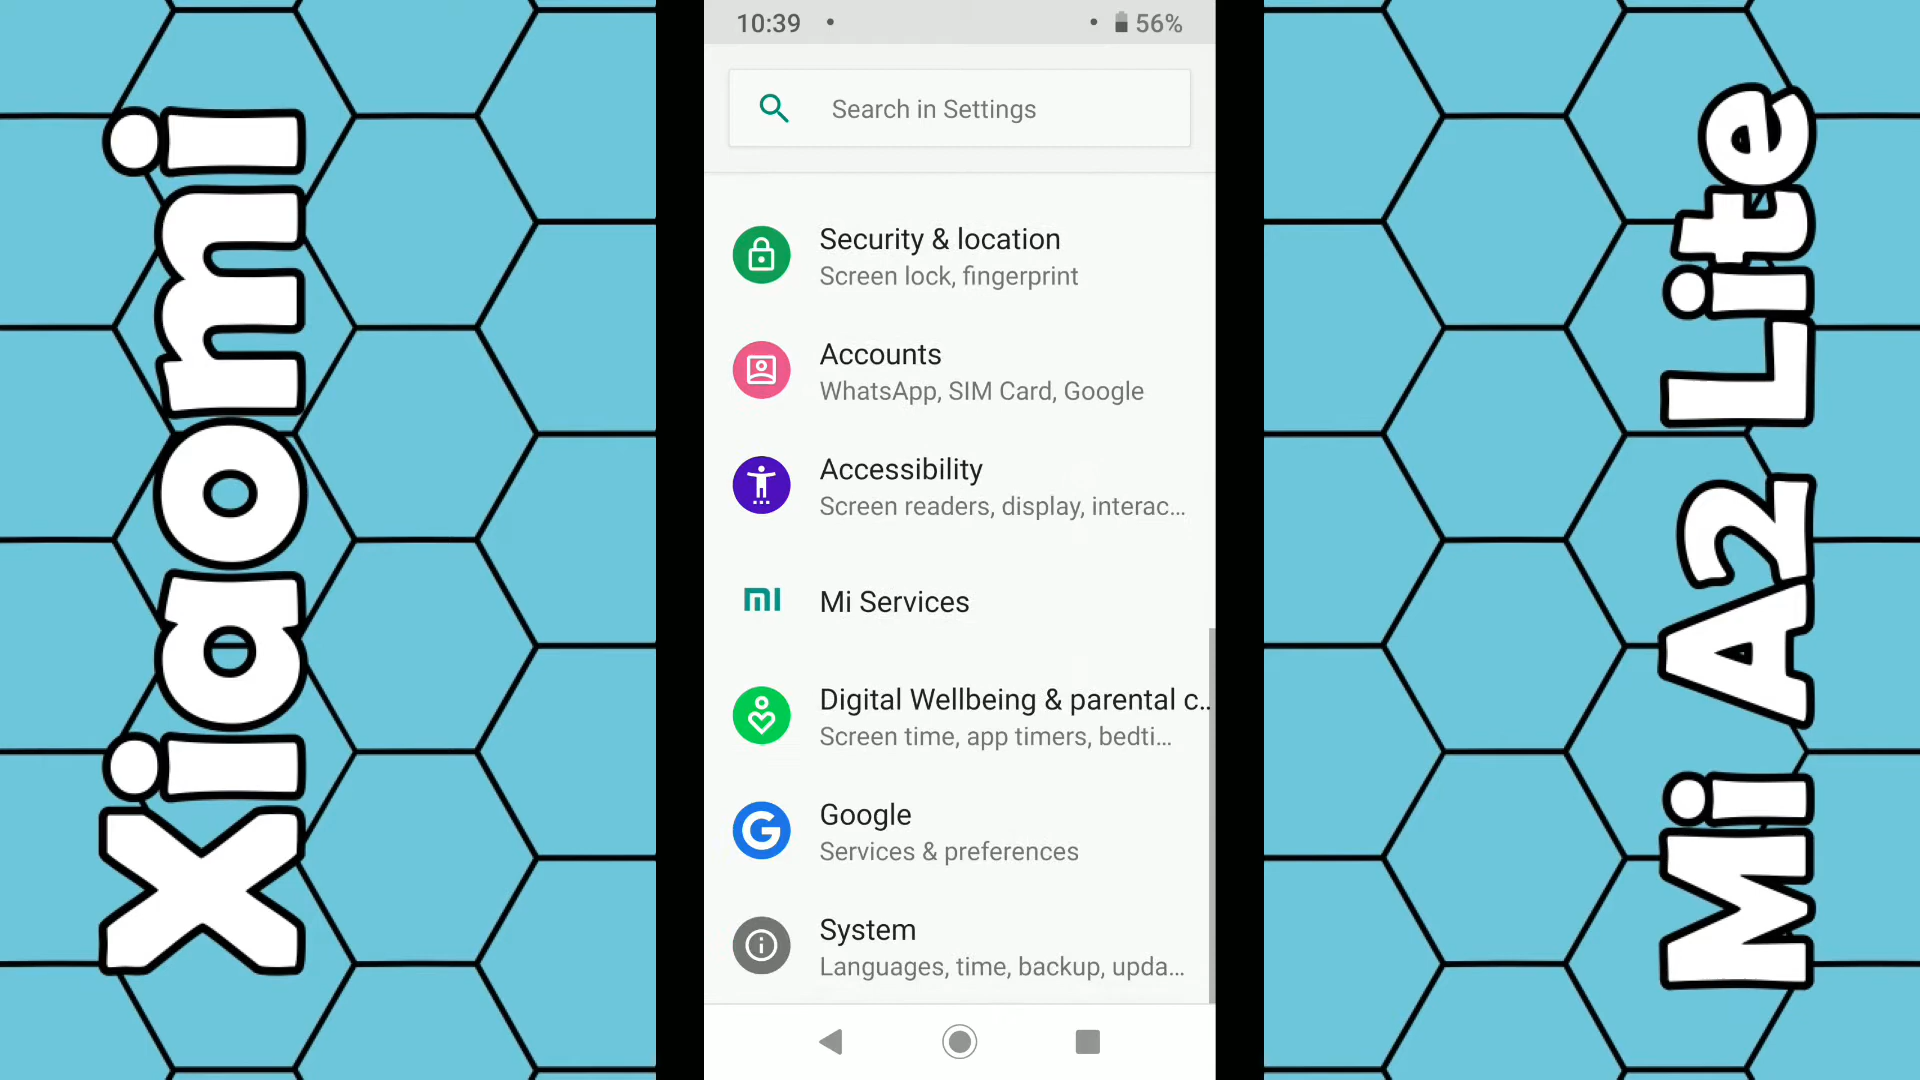 Xiaomi
10:39
56%
Search in Settings
Security & location
Screen lock, fingerprint
Accounts
WhatsApp, SIM Card, Google
Accessibility
Screen readers, display, interac...
MI Mi Services
Digital Wellbeing & parental c..
Screen time, app timers, bedti...
Google
Services & preferences
System
Languages, time, backup, upda...
Mi A2 Lite